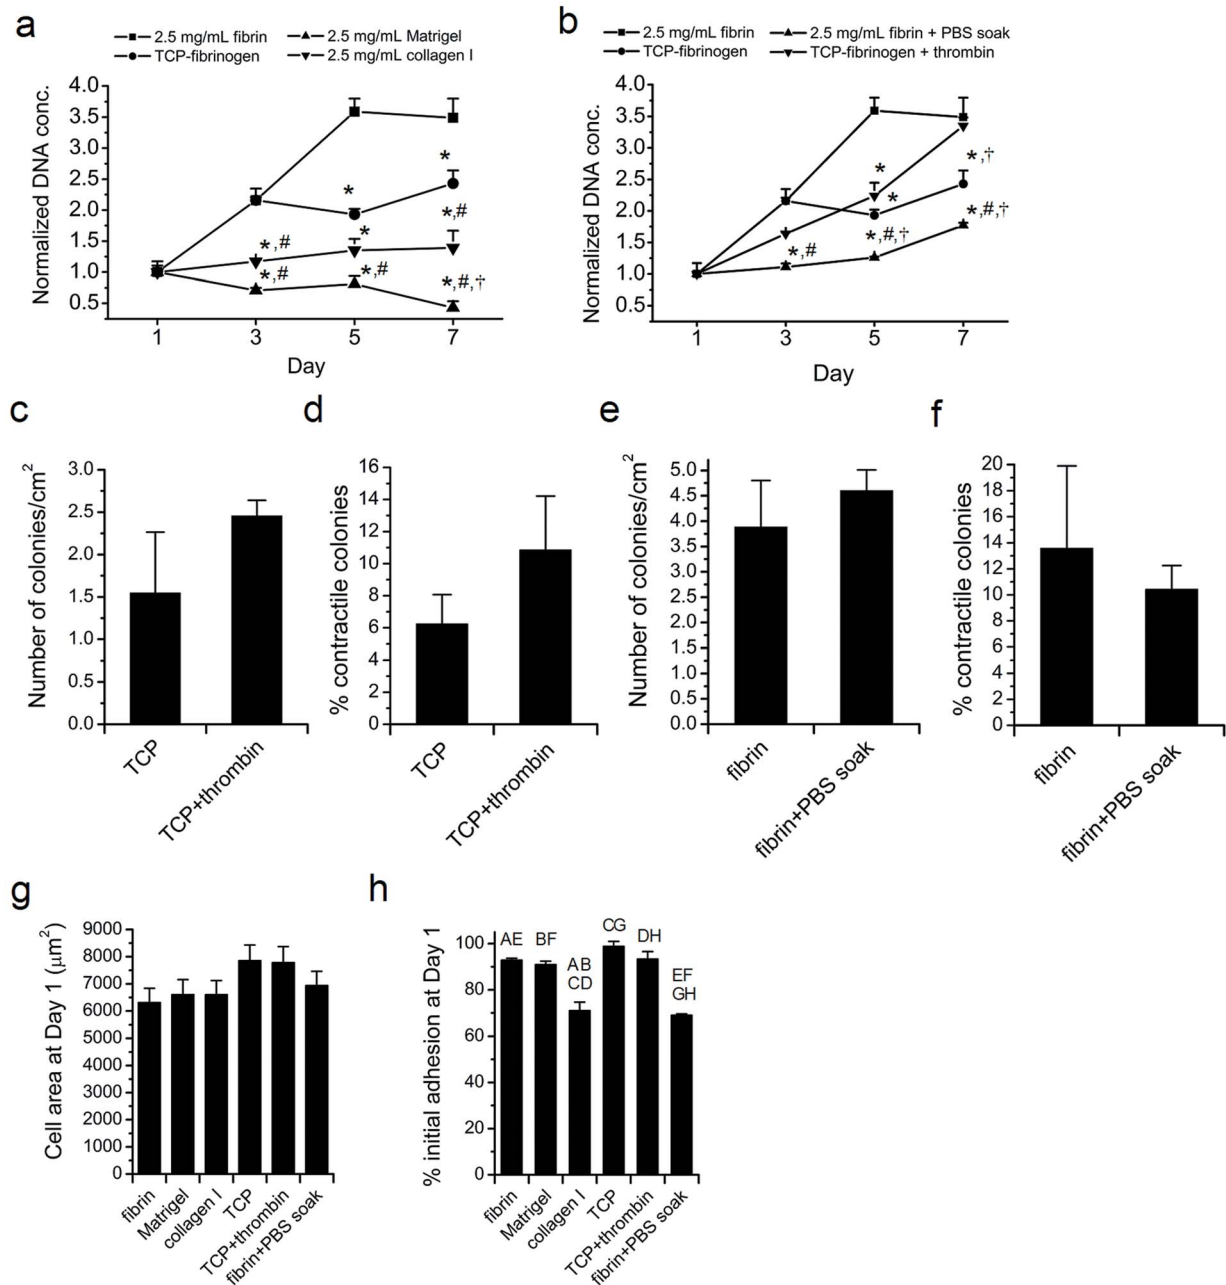 a
2.5 mg/mL fibrin
2.5 mg/mL Matrigel
TCP-fibrinogen
2.5 mg/mL collagen I
Normalized DNA conc.
4.0
3.5
3.0
2.5
2.0
1.5
1.0
0.5
*
*
*,#
*,#
*
*,#
*,#
*,#,†
1 3 5 7
Day
b
2.5 mg/mL fibrin
2.5 mg/mL fibrin + PBS soak
TCP-fibrinogen
TCP-fibrinogen + thrombin
Normalized DNA conc.
4.0
3.5
3.0
2.5
2.0
1.5
1.0
0.5
*,†
*
*
*,#,†
*,#,†
*,#
1 3 5 7
Day
c
Number of colonies/cm²
3.0
2.5
2.0
1.5
1.0
0.5
0.0
TCP
TCP+thrombin
d
% contractile colonies
16
14
12
10
8
6
4
2
0
TCP
TCP+thrombin
e
Number of colonies/cm²
5.0
4.5
4.0
3.5
3.0
2.5
2.0
1.5
1.0
0.5
0.0
fibrin
fibrin+PBS soak
f
% contractile colonies
20
18
16
14
12
10
8
6
4
2
0
fibrin
fibrin+PBS soak
g
Cell area at Day 1 (μm²)
9000
8000
7000
6000
5000
4000
3000
2000
1000
0
fibrin
Matrigel
collagen I
TCP
TCP+thrombin
fibrin+PBS soak
h
% initial adhesion at Day 1
100
80
60
40
20
0
AE
BF
AB
CD
CG
DH
EF
GH
fibrin
Matrigel
collagen I
TCP
TCP+thrombin
fibrin+PBS soak